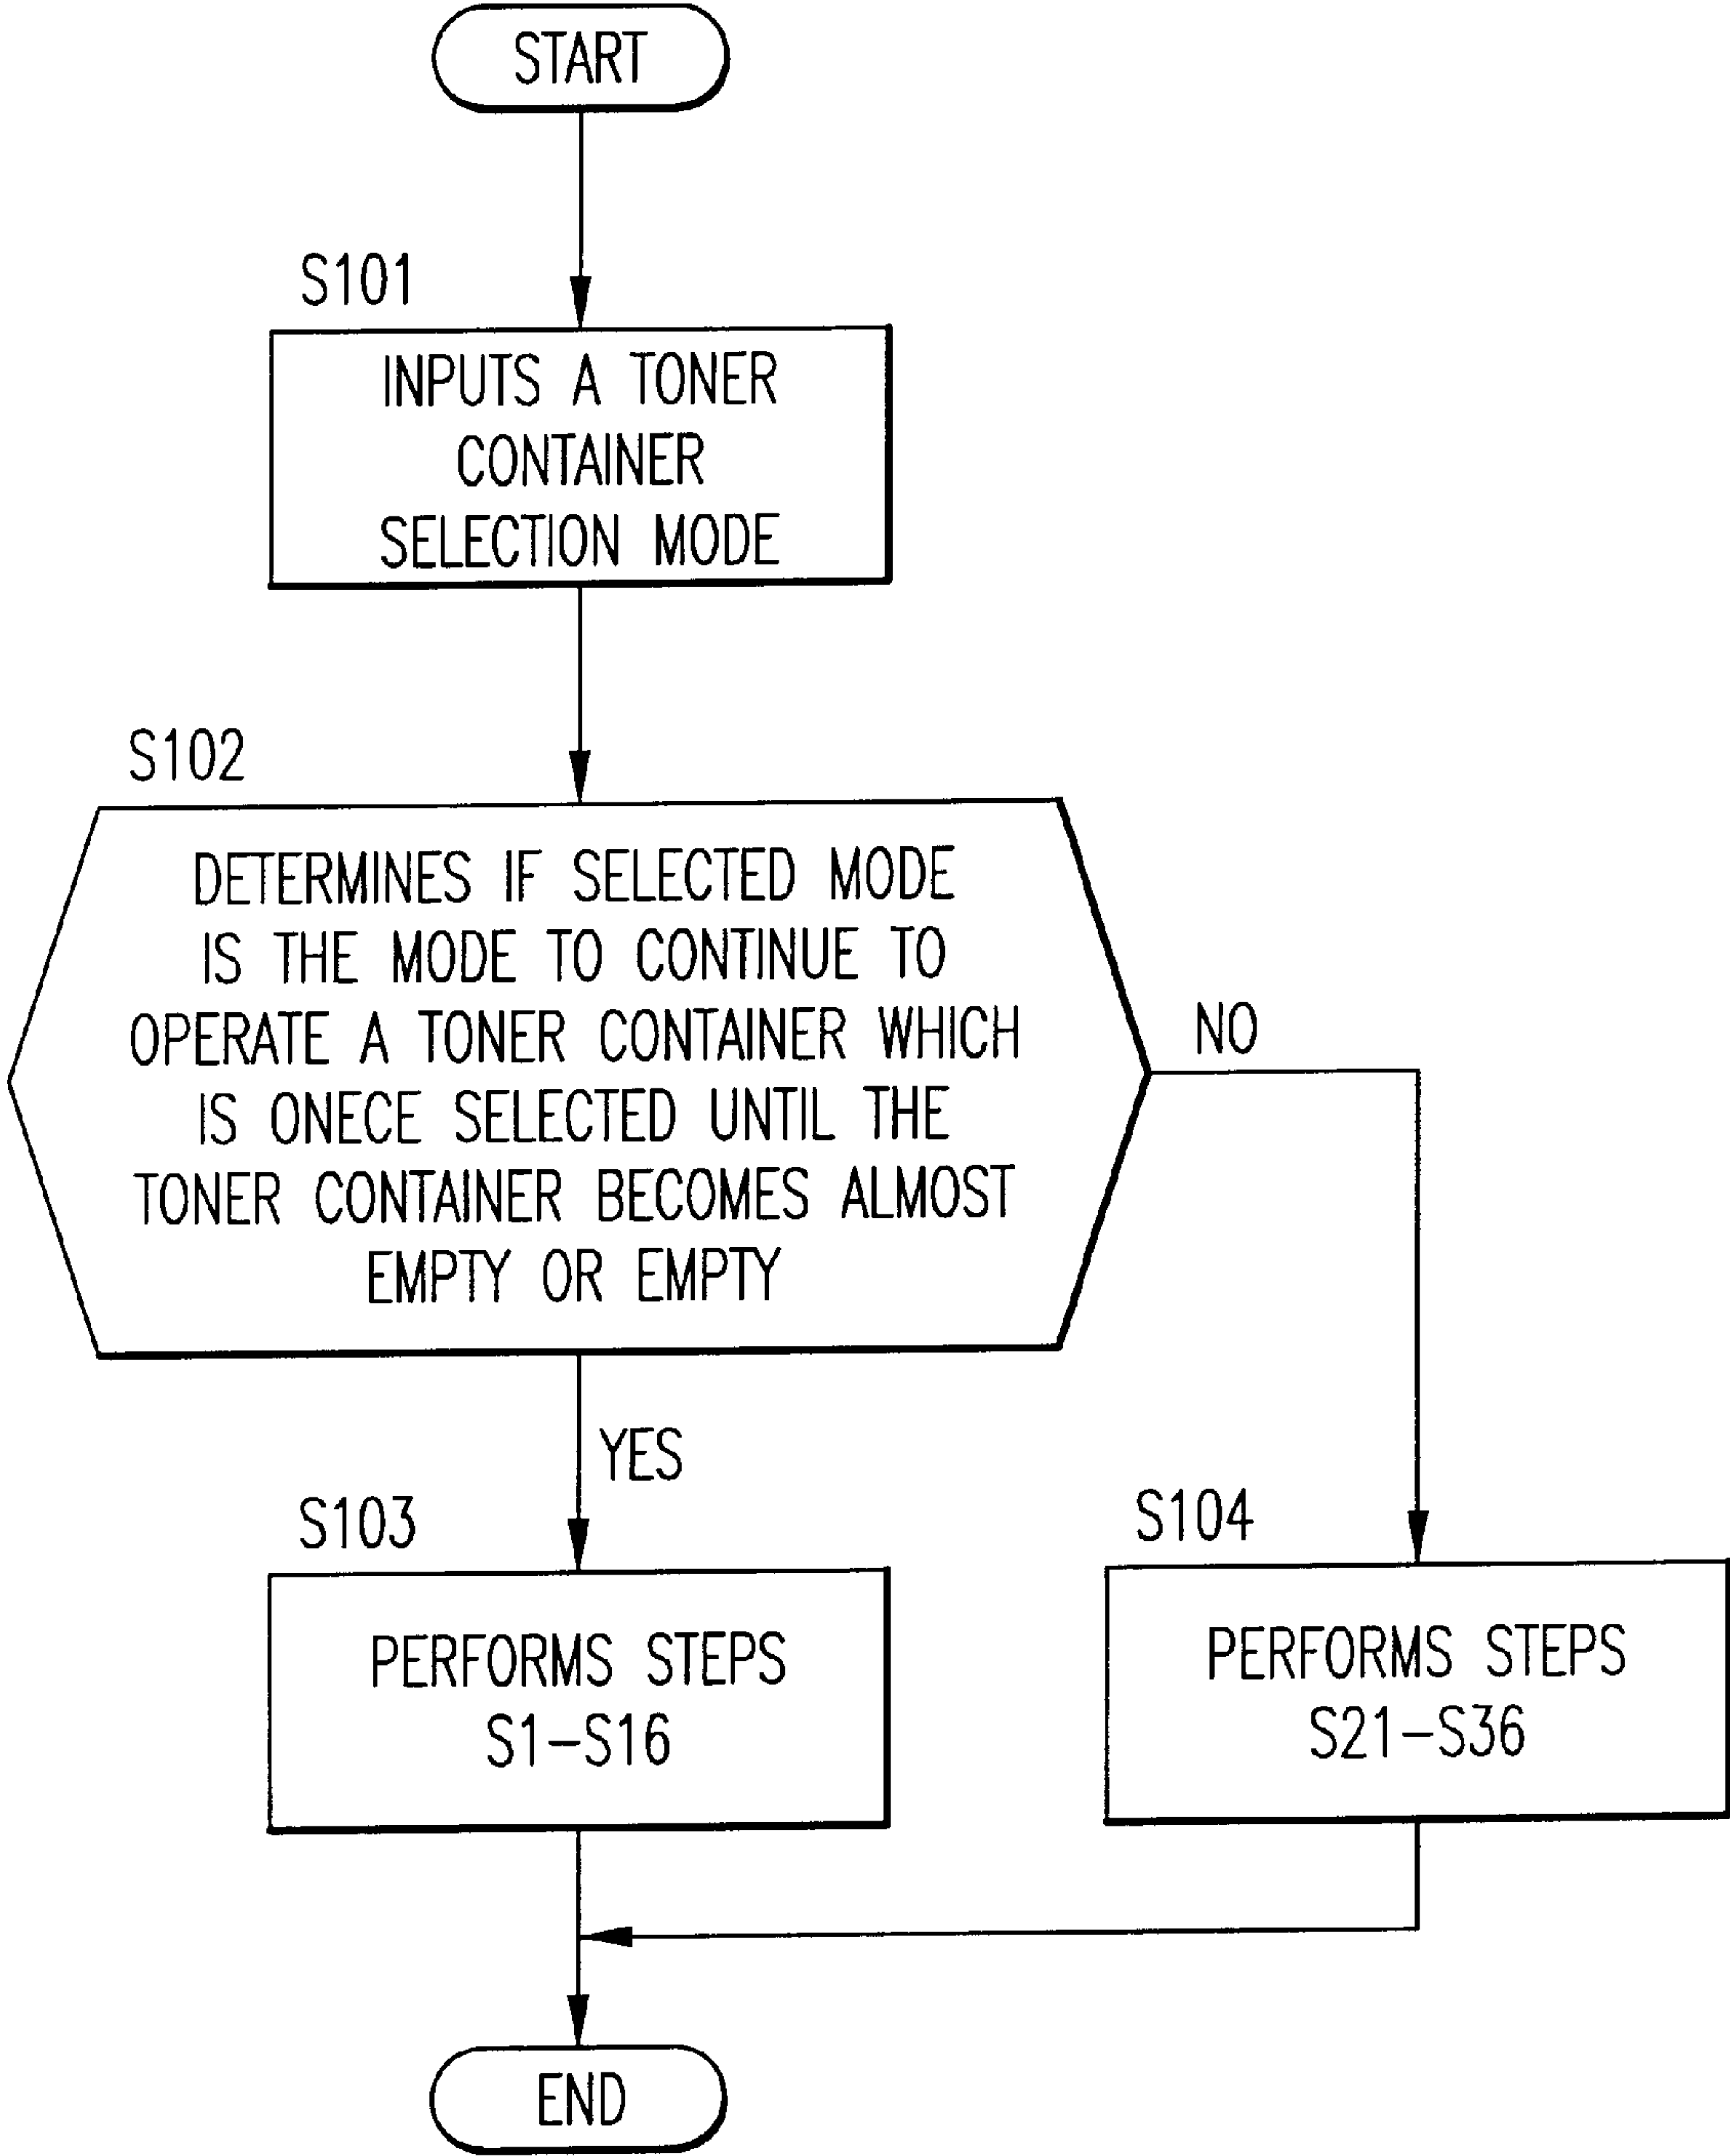 START
S101
INPUTS A TONER
CONTAINER
SELECTION MODE
S102
DETERMINES IF SELECTED MODE
IS THE MODE TO CONTINUE TO
OPERATE A TONER CONTAINER WHICH
IS ONECE SELECTED UNTIL THE
TONER CONTAINER BECOMES ALMOST
EMPTY OR EMPTY
NO
YES
S103
PERFORMS STEPS
S1-S16
S104
PERFORMS STEPS
S21-S36
END